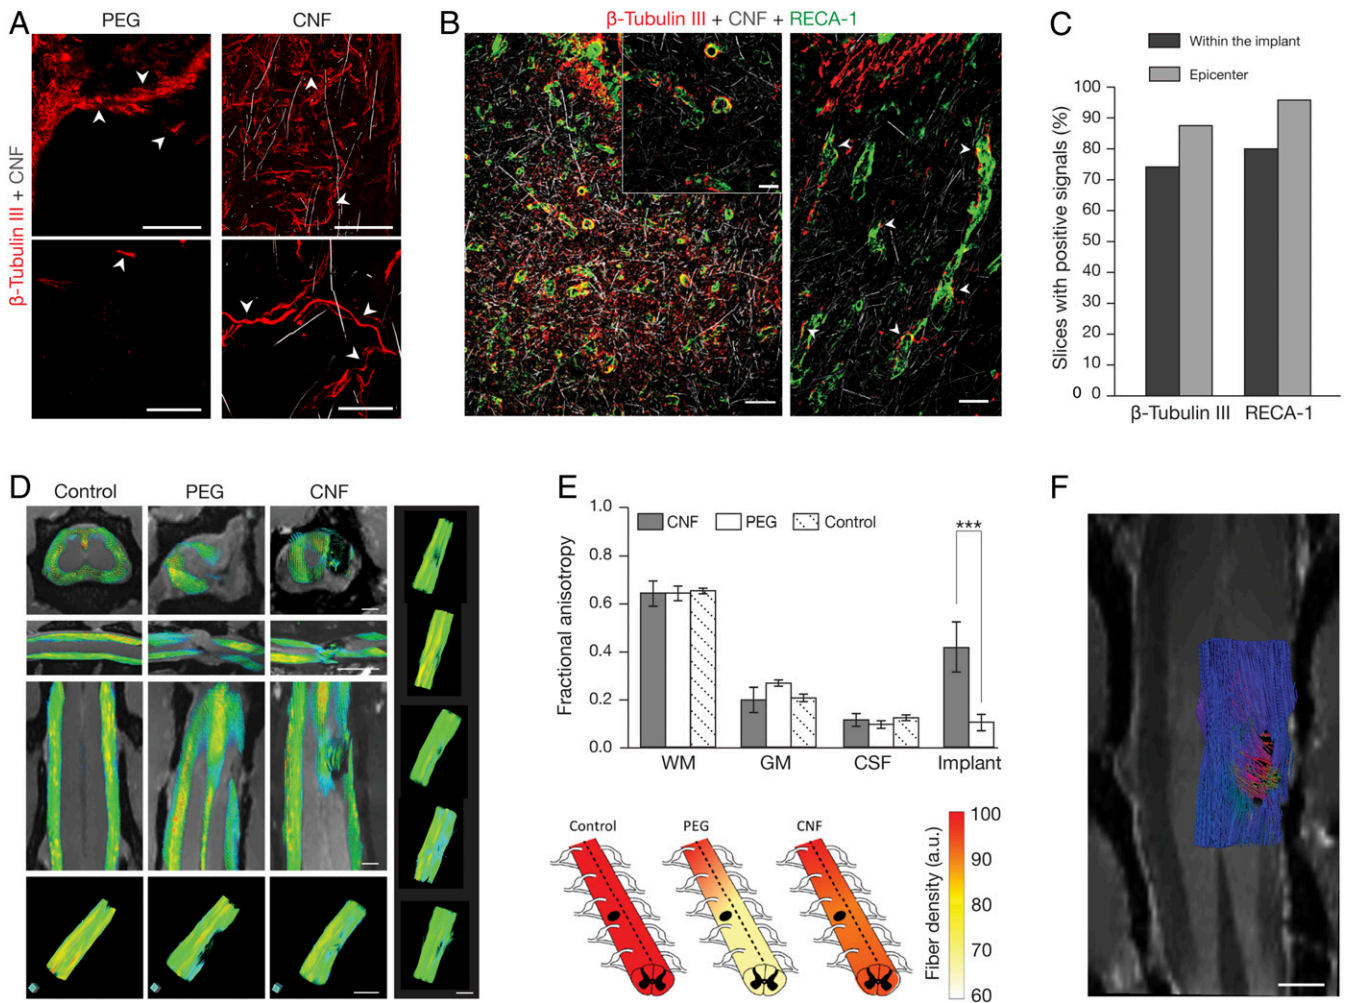 A
PEG
CNF
β-Tubulin III + CNF
B
β-Tubulin III + CNF + RECA-1
C
Within the implant
Epicenter
Slices with positive signals (%)
100
90
80
70
60
50
40
30
20
10
0 0
β-Tubulin III
RECA-1
D
Control
PEG
CNF
E
Fractional anisotropy
1.0
0.8
0.6
0.4
0.2
0.0
CNF
PEG
Control
***
WM
GM
CSF
Implant
Control
PEG
CNF
Fiber density (a.u.)
100
90
80
70
60
F